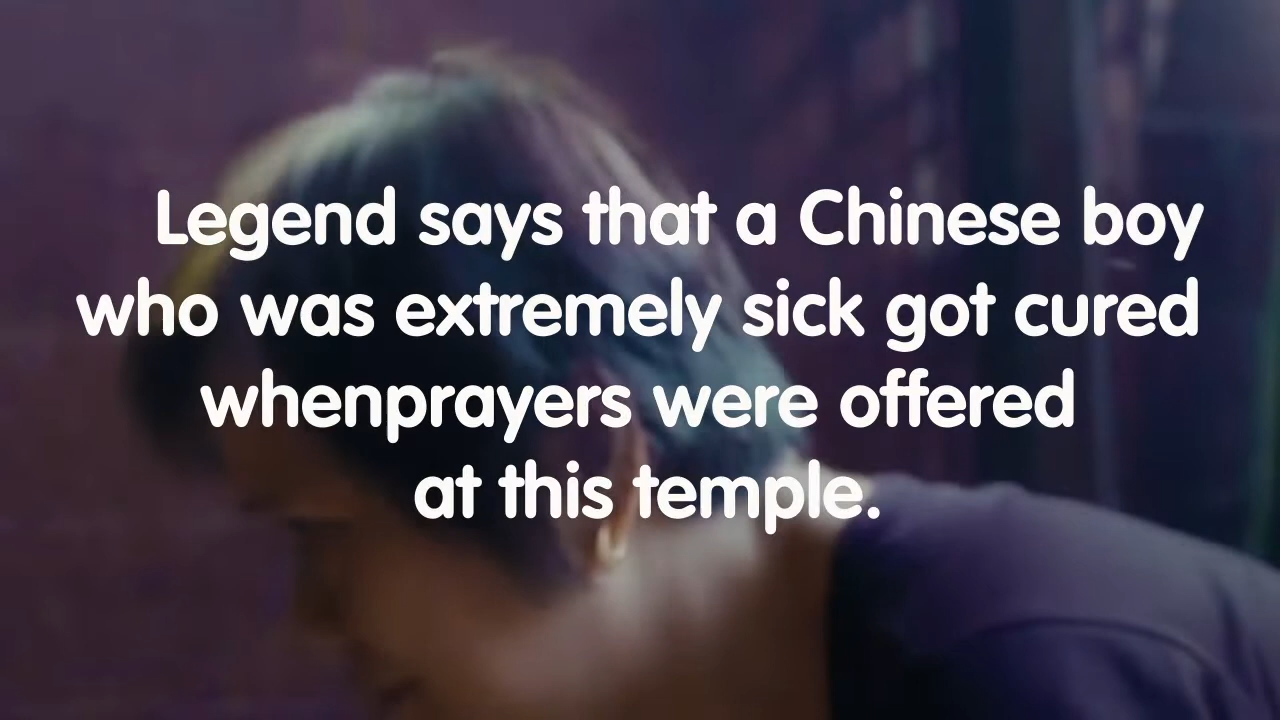 Legend says that a Chinese boy
who was extremely sick got cured
whenprayers were offered
at this temple.